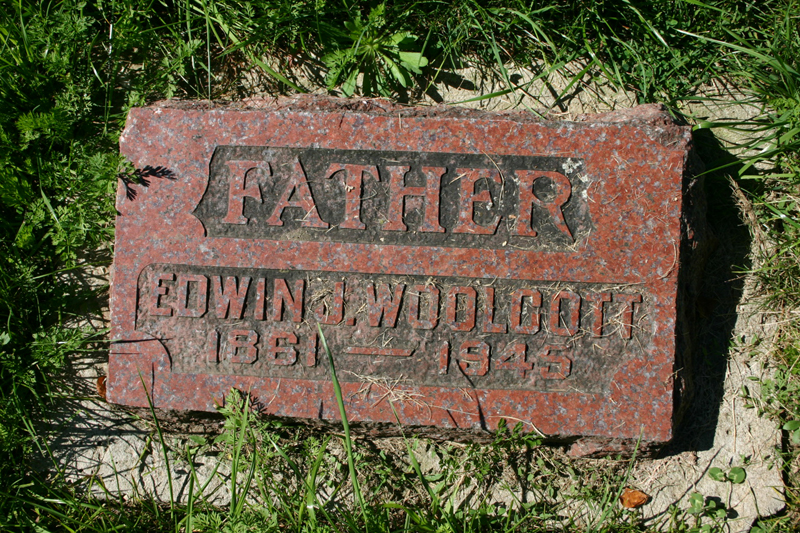 FATHER
EDWIN J. WOOLCOTT
1861 — 1945